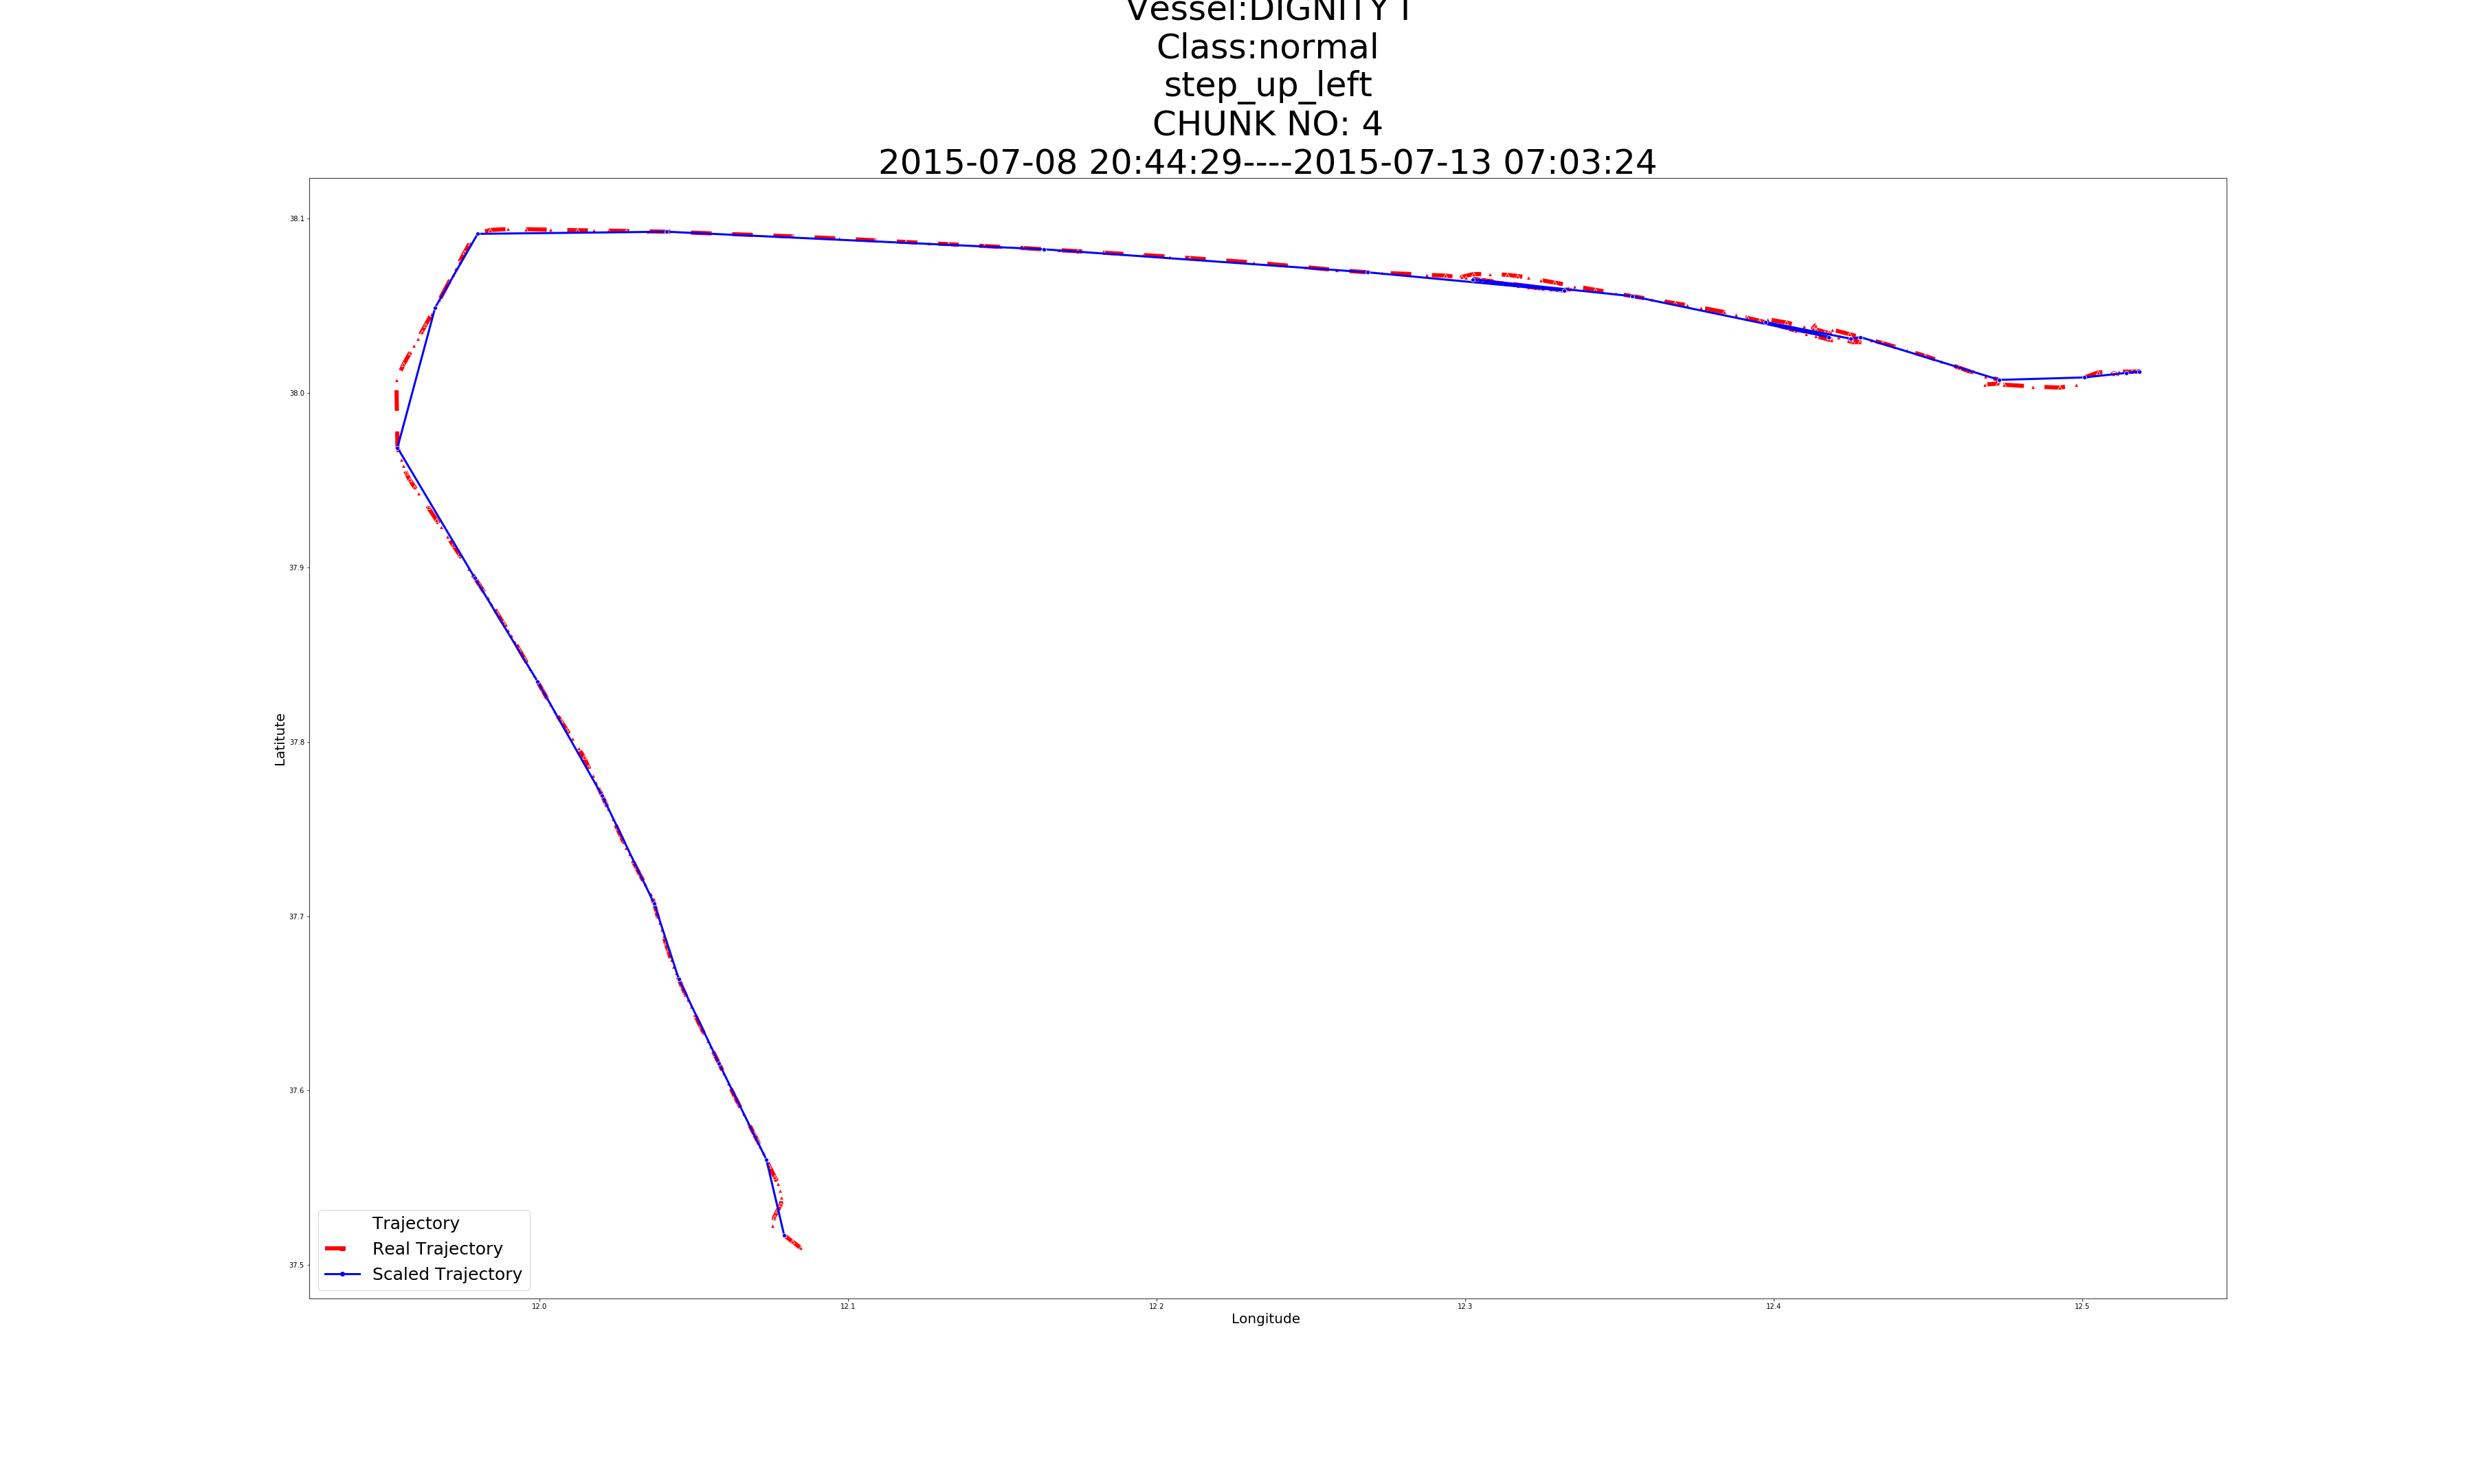 Vessel:DIGNITY I
Class:normal
step_up_left
CHUNK NO: 4
2015-07-08 20:44:29----2015-07-13 07:03:24
38.1
38.0
37.9
37.8
37.7
37.6
37.5
Latitute
Trajectory
Real Trajectory
Scaled Trajectory
12.0
12.1
12.2
12.3
12.4
12.5
Longitude